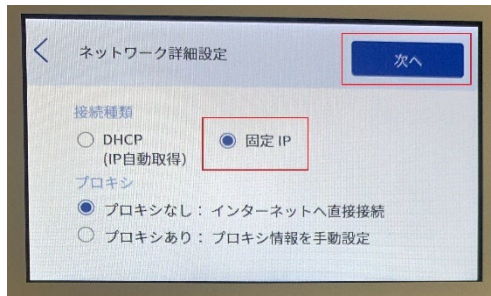 ネットワーク詳細設定
次へ
接続種類
DHCP
(IP自動取得)
固定 IP
プロキシ
プロキシなし： インターネットへ直接接続
プロキシあり： プロキシ情報を手動設定